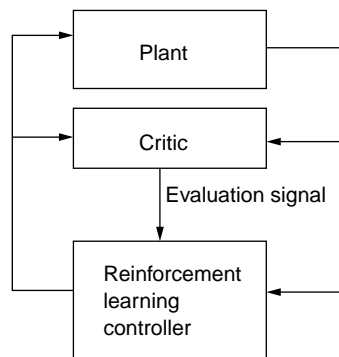 Plant
Critic
Evaluation signal
Reinforcement
learning
controller